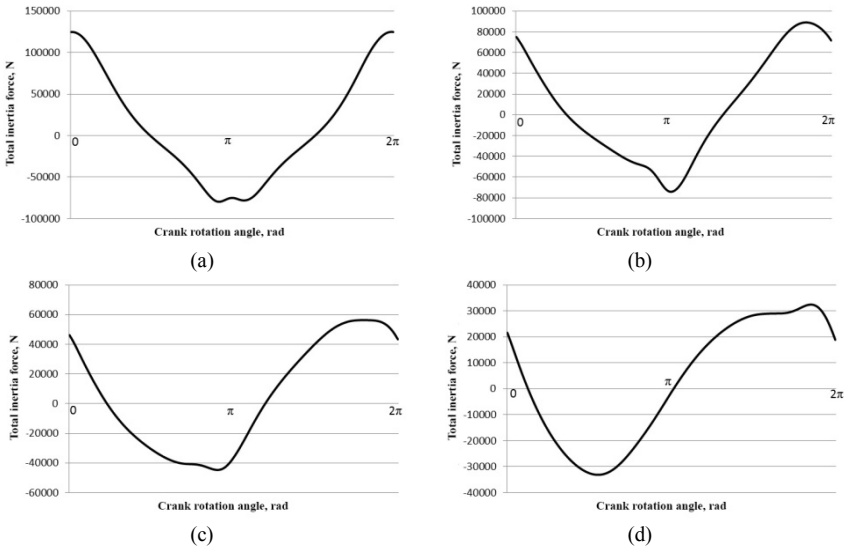 150000
100000
50000
0
-50000
-100000
Total inertia force, N
0
π
2π
Crank rotation angle, rad
(a)
100000
80000
60000
40000
20000
0
-20000
-40000
-60000
-80000
-100000
Total inertia force, N
0
π
2π
Crank rotation angle, rad
(b)
80000
60000
40000
20000
0
-20000
-40000
-60000
Total inertia force, N
0
π
2π
Crank rotation angle, rad
(c)
40000
30000
20000
10000
0
-10000
-20000
-30000
-40000
Total inertia force, N
0
π
2π
Crank rotation angle, rad
(d)